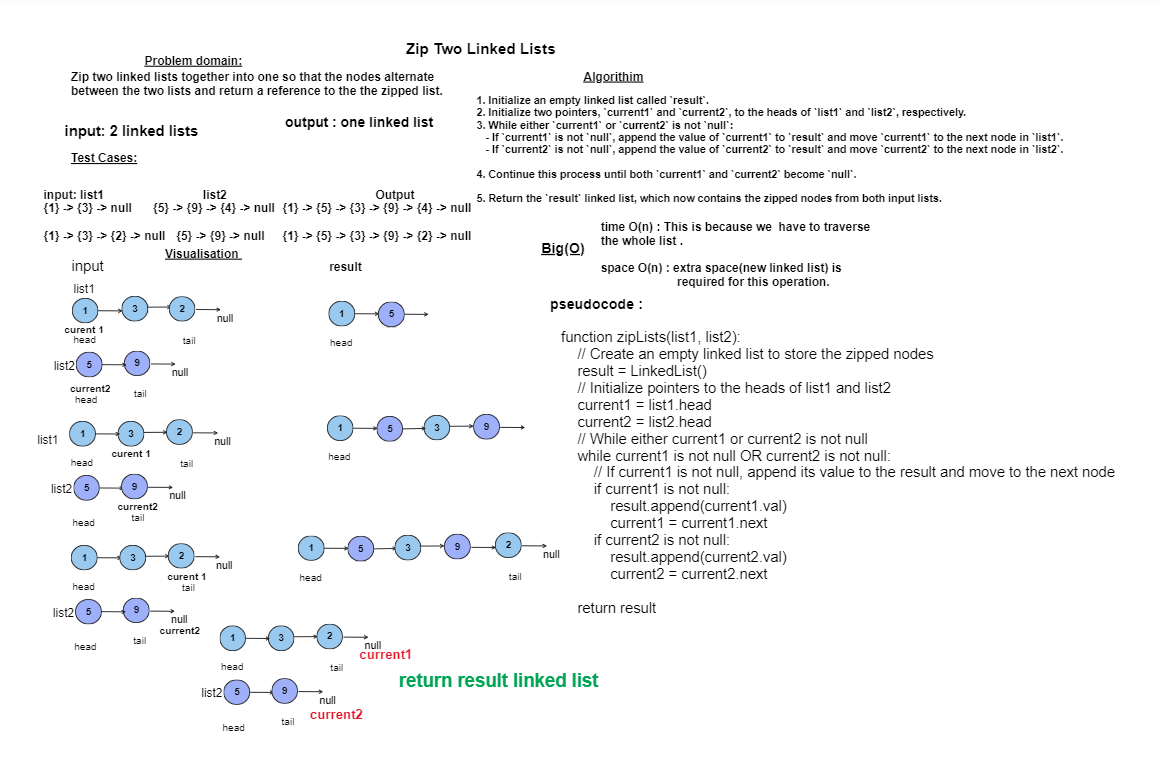 Zip Two Linked Lists
Problem domain:
Zip two linked lists together into one so that the nodes alternate
between the two lists and return a reference to the the zipped list.
input: 2 linked lists
output : one linked list
Test Cases:
input: list1 list2 Output
{1} -> {3} -> null {5} -> {9} -> {4} -> null {1} -> {5} -> {3} -> {9} -> {4} -> null
{1} -> {3} -> {2} -> null {5} -> {9} -> null {1} -> {5} -> {3} -> {9} -> {2} -> null
Visualisation
input
result
list1
1 3 2
null
curent 1
head
tail
1 5
head
list2 5 9
null
current2
head
tail
list1 1 3 2
null
curent 1
head
tail
1 5 3 9
head
list2 5 9
null
current2
head
tail
1 3 2
null
curent 1
head
tail
1 5 3 9 2
null
head
tail
list2 5 9
null
current2
head
tail
1 3 2
null
current1
head
tail
list2 5 9
null
current2
head
tail
return result linked list
Algorithim
1. Initialize an empty linked list called `result`.
2. Initialize two pointers, `current1` and `current2`, to the heads of `list1` and `list2`, respectively.
3. While either `current1` or `current2` is not `null`:
- If `current1` is not `null`, append the value of `current1` to `result` and move `current1` to the next node in `list1`.
- If `current2` is not `null`, append the value of `current2` to `result` and move `current2` to the next node in `list2`.
4. Continue this process until both `current1` and `current2` become `null`.
5. Return the `result` linked list, which now contains the zipped nodes from both input lists.
Big(O)
time O(n) : This is because we have to traverse
the whole list .
space O(n) : extra space(new linked list) is
required for this operation.
pseudocode :
function zipLists(list1, list2):
// Create an empty linked list to store the zipped nodes
result = LinkedList()
// Initialize pointers to the heads of list1 and list2
current1 = list1.head
current2 = list2.head
// While either current1 or current2 is not null
while current1 is not null OR current2 is not null:
// If current1 is not null, append its value to the result and move to the next node
if current1 is not null:
result.append(current1.val)
current1 = current1.next
if current2 is not null:
result.append(current2.val)
current2 = current2.next
return result